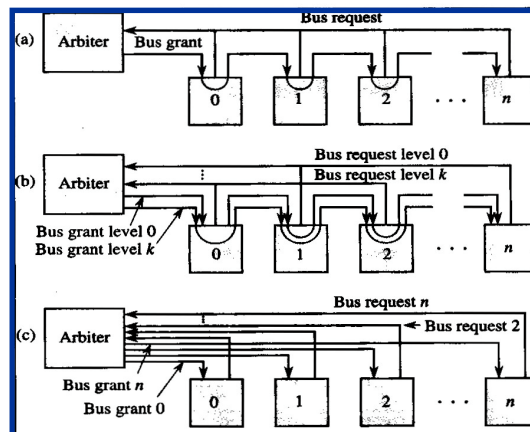 Bus request
(a)
Arbiter
Bus grant
0
1
2
. . .
n
Bus request level 0
Bus request level k
(b)
Arbiter
Bus grant level 0
Bus grant level k
0
1
2
. . .
n
Bus request n
(c)
Arbiter
Bus request 2
Bus grant n
Bus grant 0
0
1
2
. . .
n